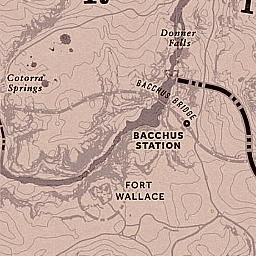 Donner
Falls
Cotorra
Springs
BACCHUS BRIDGE
BACCHUS
STATION
FORT
WALLACE